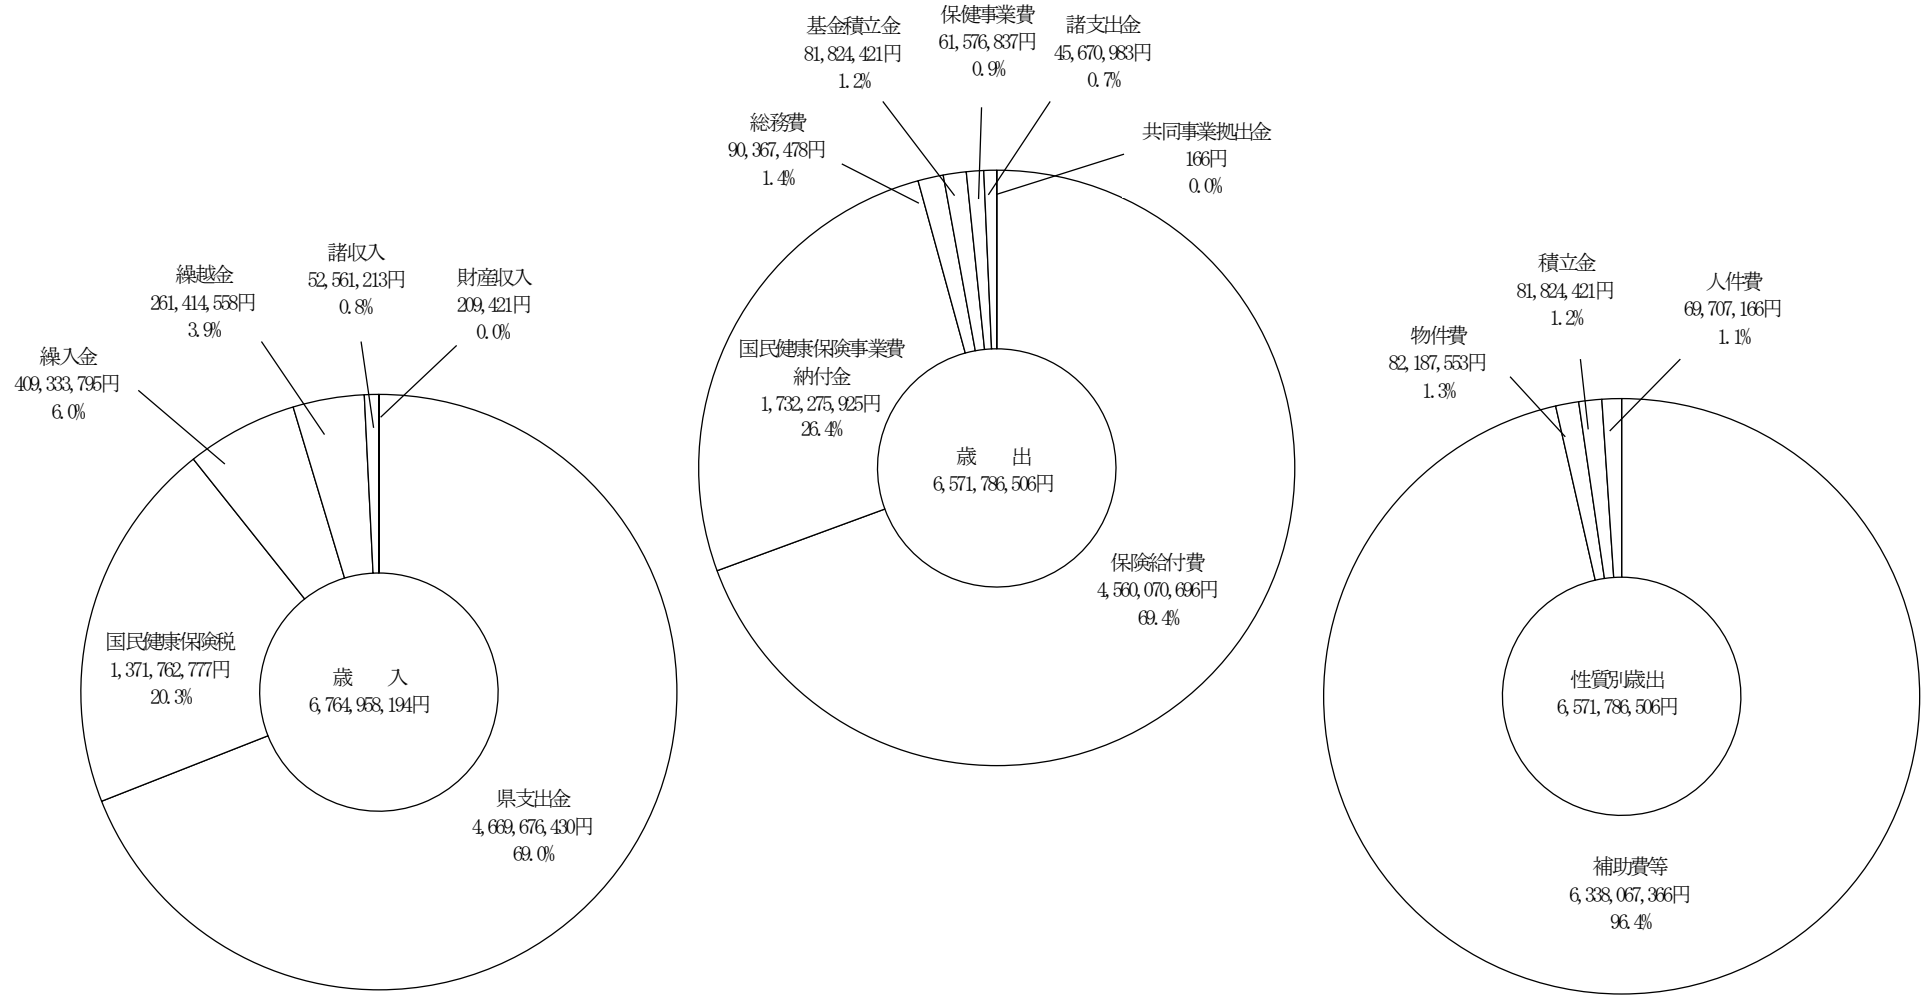 繰入金
409,333,795円
6.0%
繰越金
261,414,558円
3.9%
諸収入
52,561,213円
0.8%
財産収入
209,421円
0.0%
国民健康保険税
1,371,762,777円
20.3%
歳　　入
6,764,958,194円
県支出金
4,669,676,430円
69.0%
総務費
90,367,478円
1.4%
基金積立金
81,824,421円
1.2%
保健事業費
61,576,837円
0.9%
諸支出金
45,670,983円
0.7%
共同事業拠出金
166円
0.0%
国民健康保険事業費
納付金
1,732,275,925円
26.4%
歳　　出
6,571,786,506円
保険給付費
4,560,070,696円
69.4%
物件費
82,187,553円
1.3%
積立金
81,824,421円
1.2%
人件費
69,707,166円
1.1%
性質別歳出
6,571,786,506円
補助費等
6,338,067,366円
96.4%